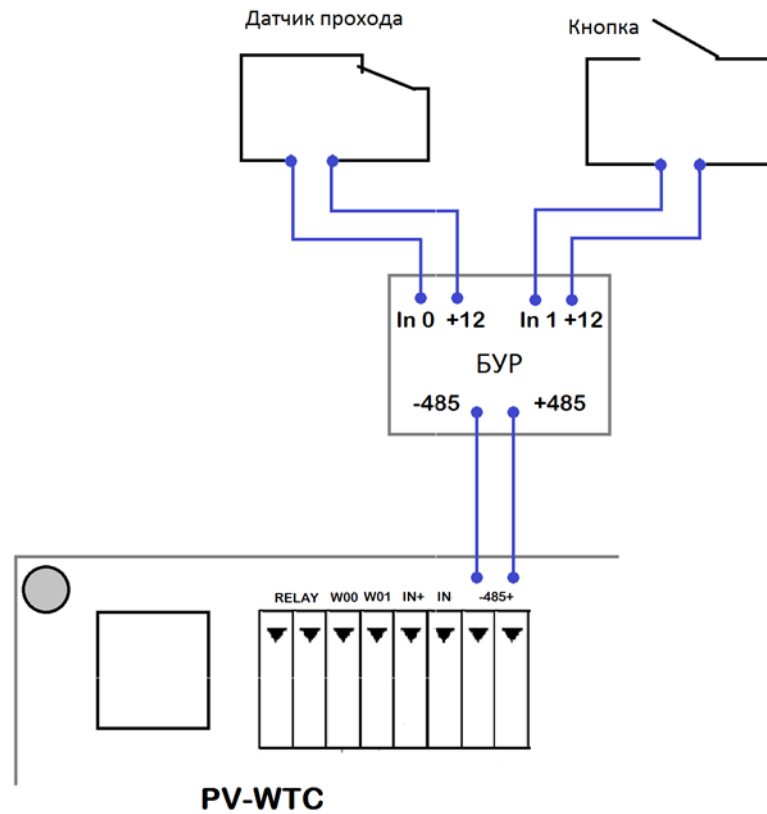 Датчик прохода
Кнопка
In 0 +12 In 1 +12
БУР
-485 +485
RELAY W00 W01 IN+ IN -485+
PV-WTC